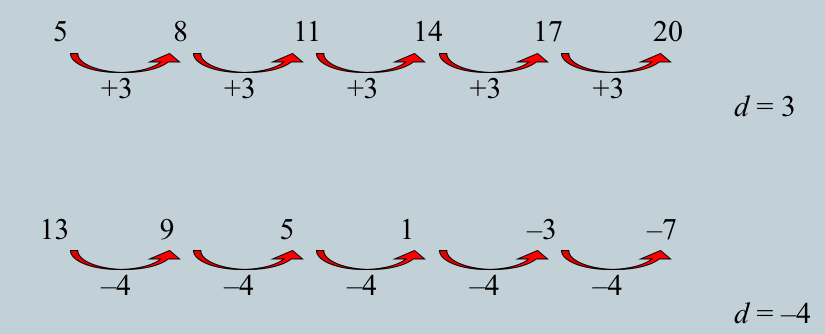 5 8 11 14 17 20
+3 +3 +3 +3 +3
d = 3
13 9 5 1 –3 –7
–4 –4 –4 –4 –4
d = –4